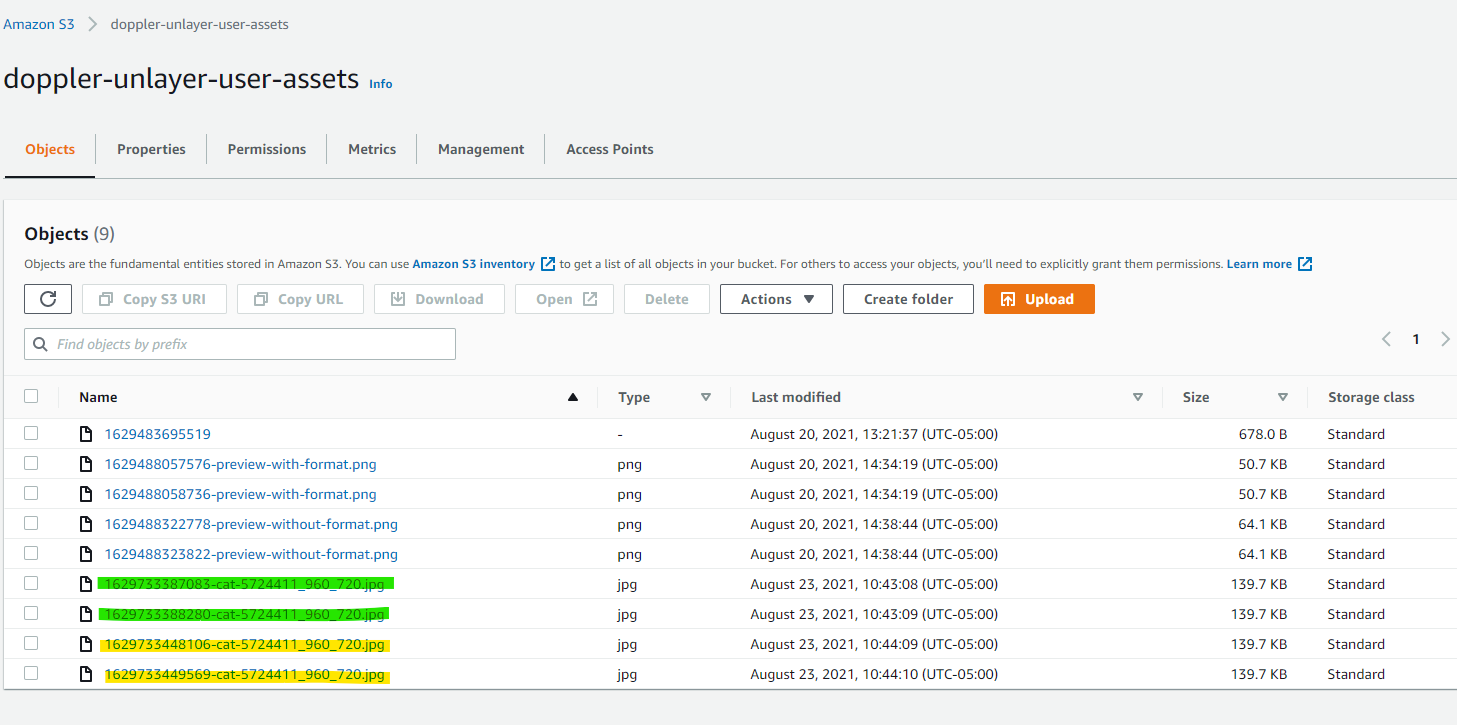 Amazon S3 > doppler-unlayer-user-assets
doppler-unlayer-user-assets Info
Objects Properties Permissions Metrics Management Access Points
Objects (9)
Objects are the fundamental entities stored in Amazon S3. You can use Amazon S3 inventory to get a list of all objects in your bucket. For others to access your objects, you'll need to explicitly grant them permissions. Learn more
Copy S3 URI Copy URL Download Open Delete Actions Create folder Upload
Find objects by prefix
1
Name Type Last modified Size Storage class
1629483695519 - August 20, 2021, 13:21:37 (UTC-05:00) 678.0 B Standard
1629488057576-preview-with-format.png png August 20, 2021, 14:34:19 (UTC-05:00) 50.7 KB Standard
1629488058736-preview-with-format.png png August 20, 2021, 14:34:19 (UTC-05:00) 50.7 KB Standard
1629488322778-preview-without-format.png png August 20, 2021, 14:38:44 (UTC-05:00) 64.1 KB Standard
1629488323822-preview-without-format.png png August 20, 2021, 14:38:44 (UTC-05:00) 64.1 KB Standard
1629733387083-cat-5724411_960_720.jpg jpg August 23, 2021, 10:43:08 (UTC-05:00) 139.7 KB Standard
1629733388280-cat-5724411_960_720.jpg jpg August 23, 2021, 10:43:09 (UTC-05:00) 139.7 KB Standard
1629733448106-cat-5724411_960_720.jpg jpg August 23, 2021, 10:44:09 (UTC-05:00) 139.7 KB Standard
1629733449569-cat-5724411_960_720.jpg jpg August 23, 2021, 10:44:10 (UTC-05:00) 139.7 KB Standard